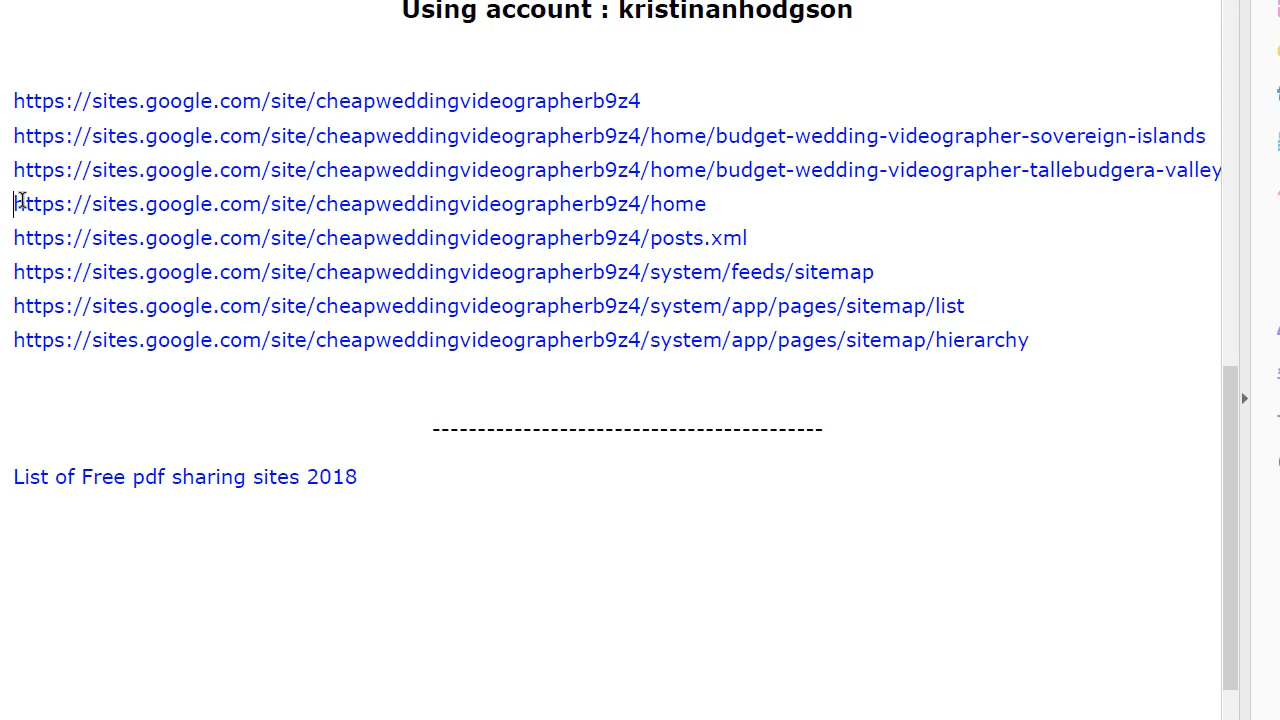 Using account : kristinanhodgson
https://sites.google.com/site/cheapweddingvideographerb9z4
https://sites.google.com/site/cheapweddingvideographerb9z4/home/budget-wedding-videographer-sovereign-islands
https://sites.google.com/site/cheapweddingvideographerb9z4/home/budget-wedding-videographer-tallebudgera-valley
https://sites.google.com/site/cheapweddingvideographerb9z4/home
https://sites.google.com/site/cheapweddingvideographerb9z4/posts.xml
https://sites.google.com/site/cheapweddingvideographerb9z4/system/feeds/sitemap
https://sites.google.com/site/cheapweddingvideographerb9z4/system/app/pages/sitemap/list
https://sites.google.com/site/cheapweddingvideographerb9z4/system/app/pages/sitemap/hierarchy
-------------------------------------------
List of Free pdf sharing sites 2018